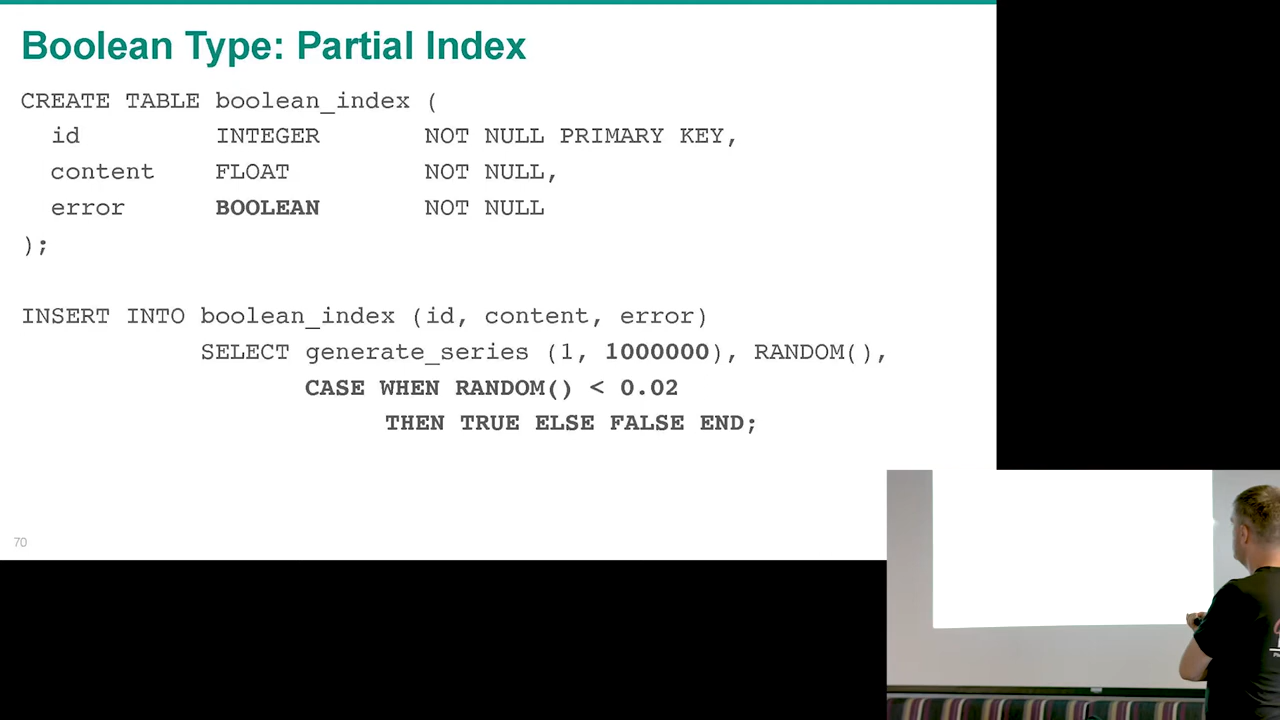 Boolean Type: Partial Index
CREATE TABLE boolean_index (
id INTEGER NOT NULL PRIMARY KEY,
content FLOAT NOT NULL,
error BOOLEAN NOT NULL
);
INSERT INTO boolean_index (id, content, error)
SELECT generate_series (1, 1000000), RANDOM(),
CASE WHEN RANDOM() < 0.02
THEN TRUE ELSE FALSE END;
70